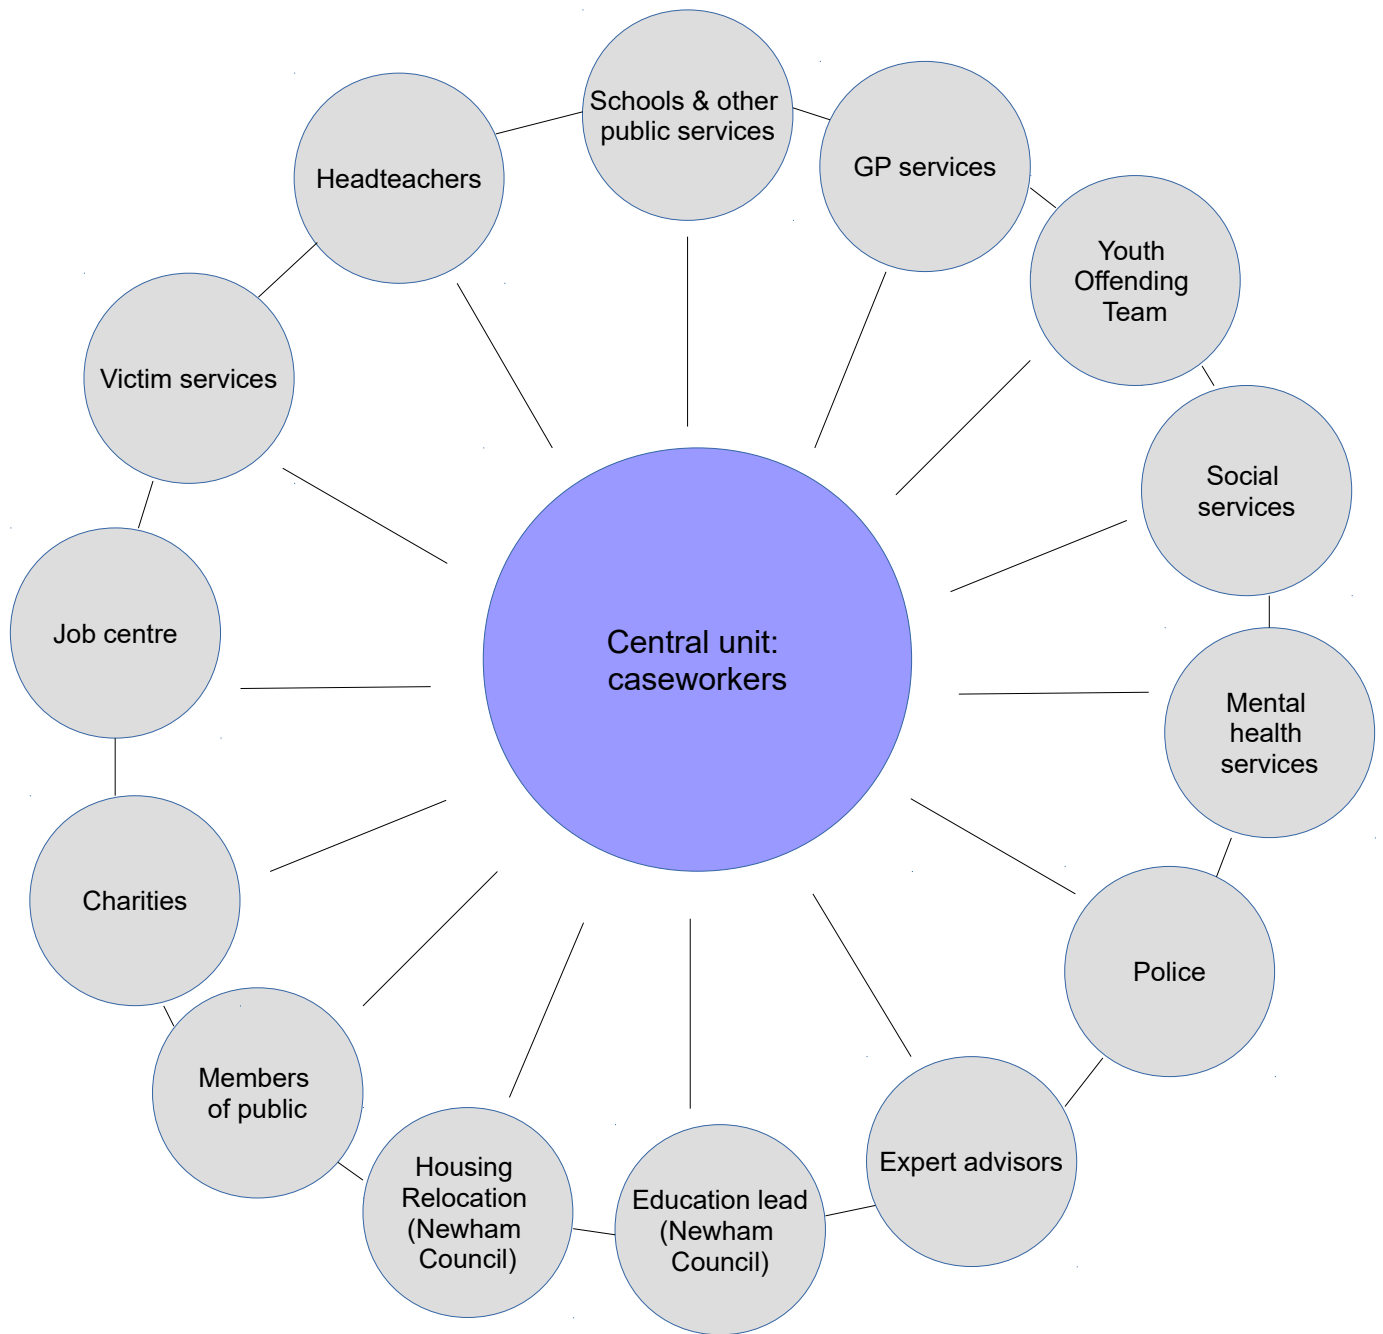 Schools & other
public services
GP services
Headteachers
Youth
Offending
Team
Victim services
Social
services
Job centre
Central unit:
caseworkers
Mental
health
services
Charities
Police
Members
of public
Expert advisors
Housing
Relocation
(Newham
Council)
Education lead
(Newham
Council)